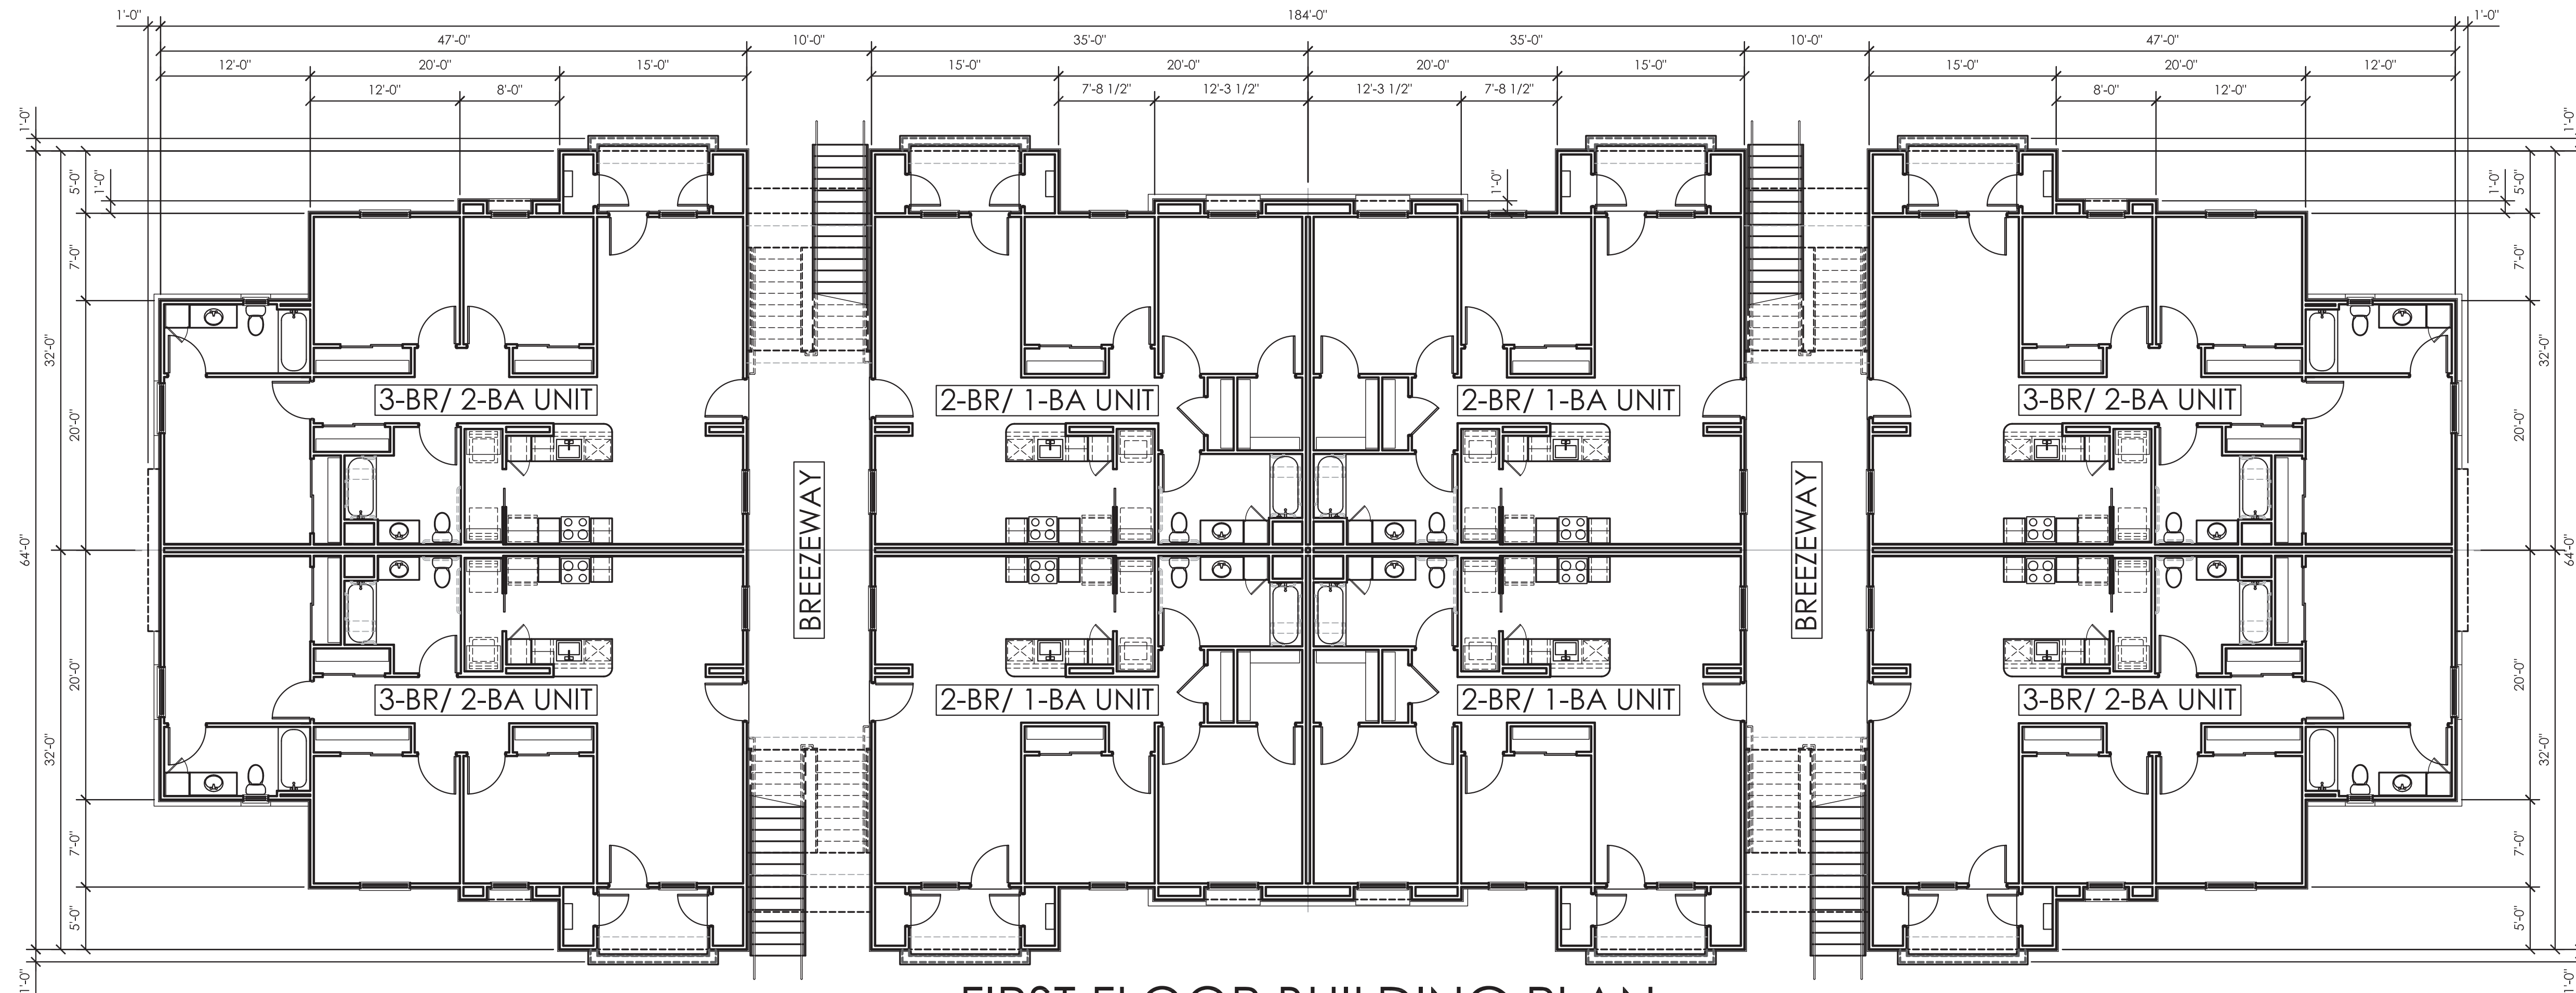 1'-0" 184'-0" 1'-0"
47'-0" 10'-0" 35'-0" 35'-0" 10'-0" 47'-0"
12'-0" 20'-0" 15'-0" 15'-0" 20'-0" 20'-0" 15'-0" 15'-0" 20'-0" 12'-0"
12'-0" 8'-0" 7'-8 1/2" 12'-3 1/2" 12'-3 1/2" 7'-8 1/2" 8'-0" 12'-0"
1'-0" 1'-0"
5'-0" 1'-0" 1'-0" 1'-0" 5'-0"
7'-0" 7'-0"
32'-0" 32'-0"
3-BR/ 2-BA UNIT 2-BR/ 1-BA UNIT 2-BR/ 1-BA UNIT 3-BR/ 2-BA UNIT
20'-0" 20'-0"
64'-0" BREEZEWAY BREEZEWAY 64'-0"
20'-0" 20'-0"
3-BR/ 2-BA UNIT 2-BR/ 1-BA UNIT 2-BR/ 1-BA UNIT 3-BR/ 2-BA UNIT
32'-0" 32'-0"
7'-0" 7'-0"
5'-0" 5'-0"
1'-0" 1'-0"
FIRST FLOOR BUILDING PLAN